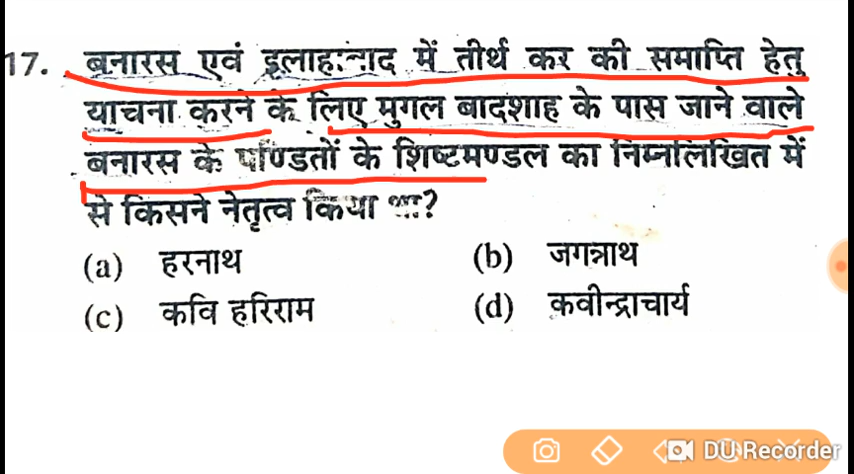 17. बनारस एवं इलाहाबाद में तीर्थ कर की समाप्ति हेतु
याचना करने के लिए मुगल बादशाह के पास जाने वाले
बनारस के पण्डितों के शिष्टमण्डल का निम्नलिखित में
से किसने नेतृत्व किया था?
(a) हरनाथ (b) जगन्नाथ
(c) कवि हरिराम (d) कवीन्द्राचार्य
DU Recorder